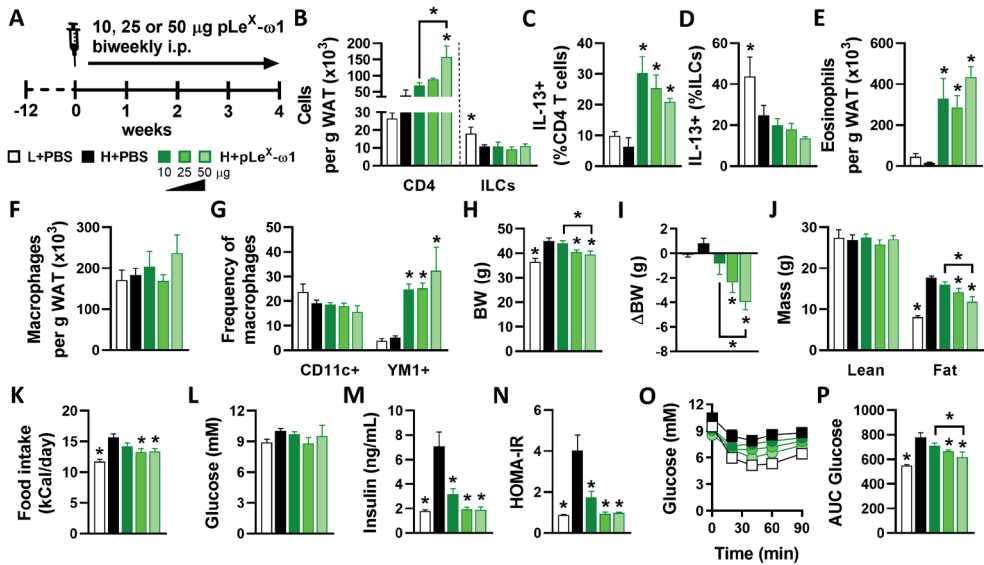 A
10, 25 or 50 μg pLeˣ-ω1
biweekly i.p.
-12 0 1 2 3 4
weeks
L+PBS H+PBS H+pLeˣ-ω1
10 25 50 μg
B
Cells
per g WAT (x10³)
200
150
100
50
30
20
10
0
*
*
*
CD4 ILCs
C
IL-13+
(%CD4 T cells)
40
30
20
10
0
* * *
D
IL-13+ (%ILCs)
60
40
20
0
*
E
Eosinophils
per g WAT (x10³)
600
400
200
0
* * *
F
Macrophages
per g WAT (x10³)
300
200
100
0
G
Frequency of
macrophages
50
40
30
20
10
0
* * *
CD11c+ YM1+
H
BW (g)
50
40
30
20
10
0
*
* * *
I
ΔBW (g)
2
0
-2
-4
-6
-8
*
*
*
J
Mass (g)
30
20
10
0
*
* * *
Lean Fat
K
Food intake
(kCal/day)
20
15
10
5
0
* * *
L
Glucose (mM)
12
9
6
3
0
M
Insulin (ng/mL)
10
8
6
4
2
0
* * * *
N
HOMA-IR
6
4
2
0
* * * *
O
Glucose (mM)
12
9
6
3
0
0 30 60 90
Time (min)
P
AUC Glucose
1000
800
600
400
200
0
*
* * *